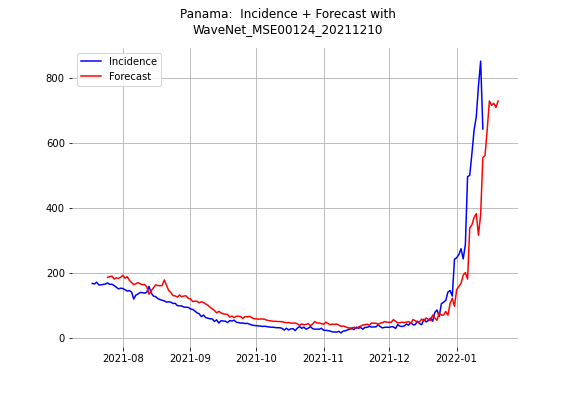 Panama:  Incidence + Forecast with
WaveNet_MSE00124_20211210
Incidence
Forecast
800
600
400
200
0
2021-08 2021-09 2021-10 2021-11 2021-12 2022-01